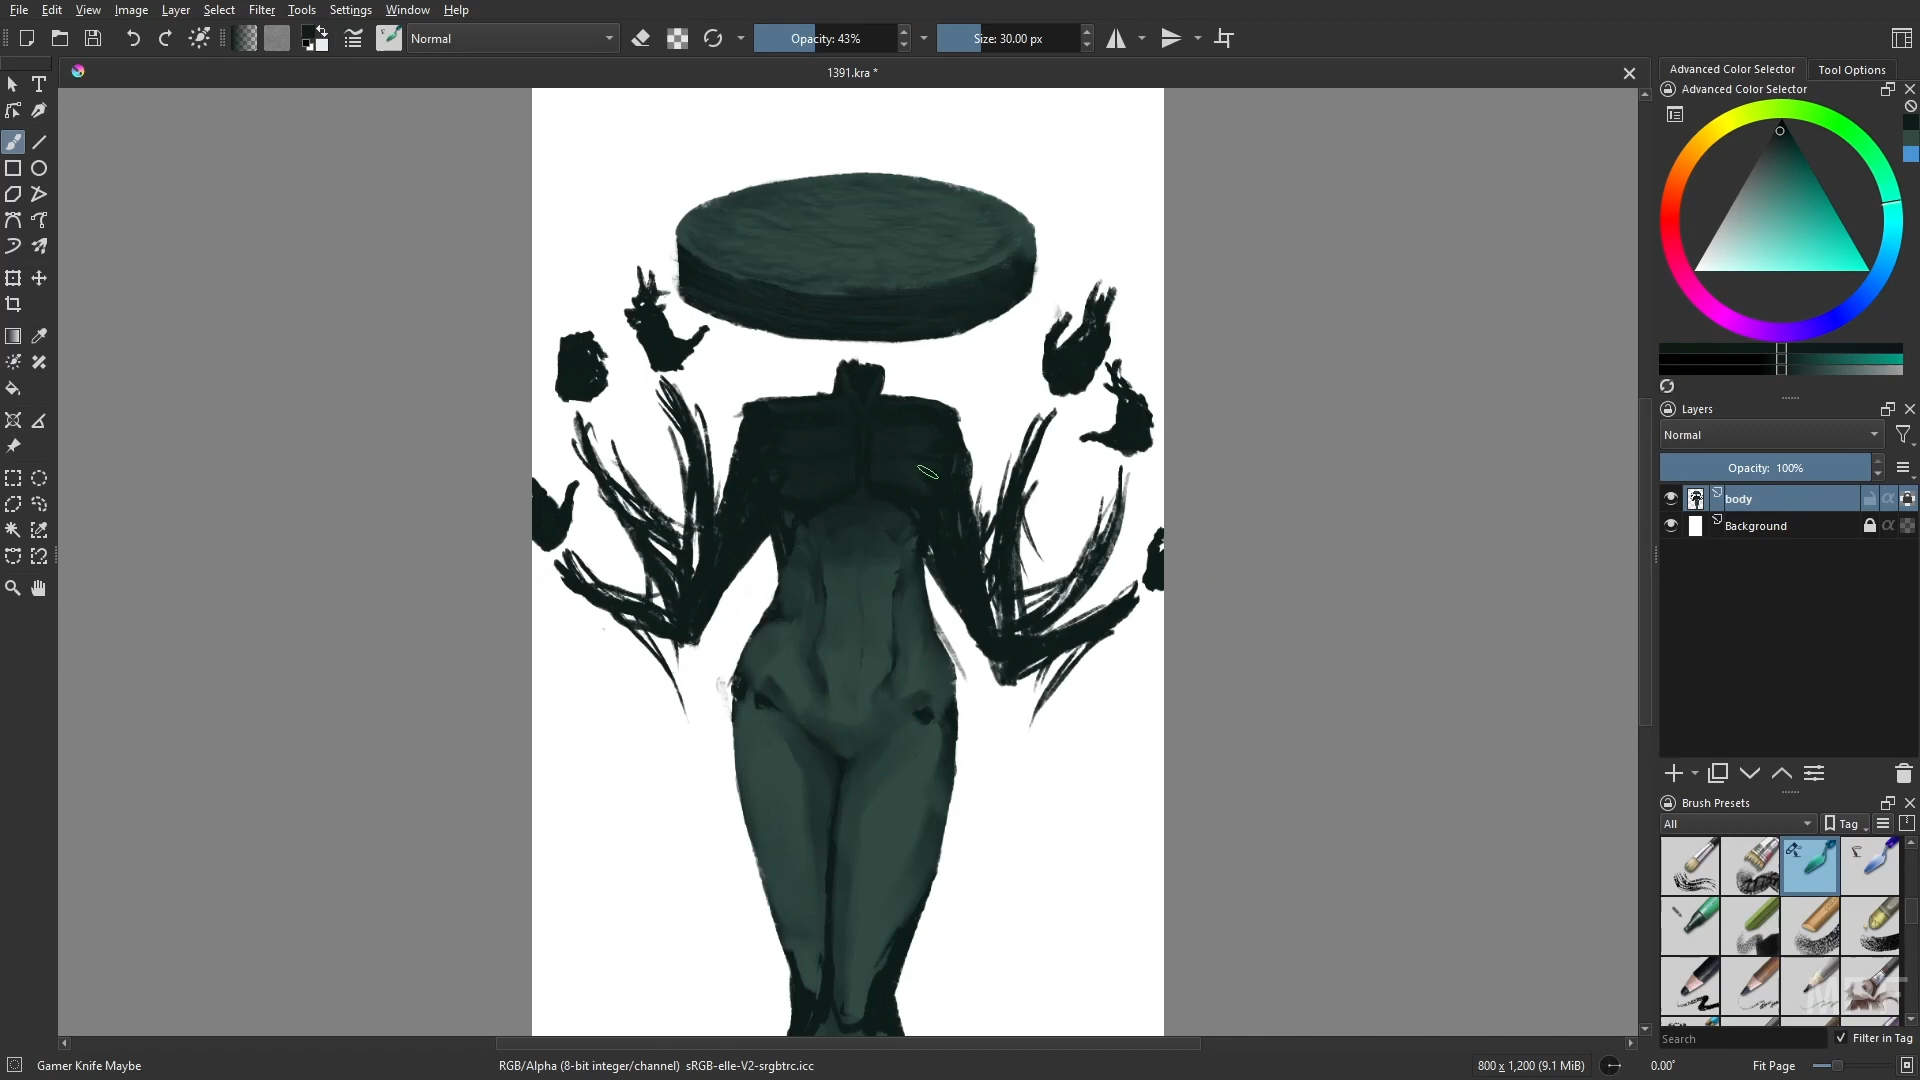 File Edit View Image Layer Select Filter Tools Settings Window Help
Normal
Opacity: 43%
Size: 30.00 px
1391.kra *
Advanced Color Selector
Tool Options
Advanced Color Selector
Layers
Normal
Opacity: 100%
body
Background
Brush Presets
All
Tag
Search
Filter in Tag
Gamer Knife Maybe
RGB/Alpha (8-bit integer/channel) sRGB-elle-V2-srgbtrc.icc
800 x 1,200 (9.1 MiB)
0.00°
Fit Page